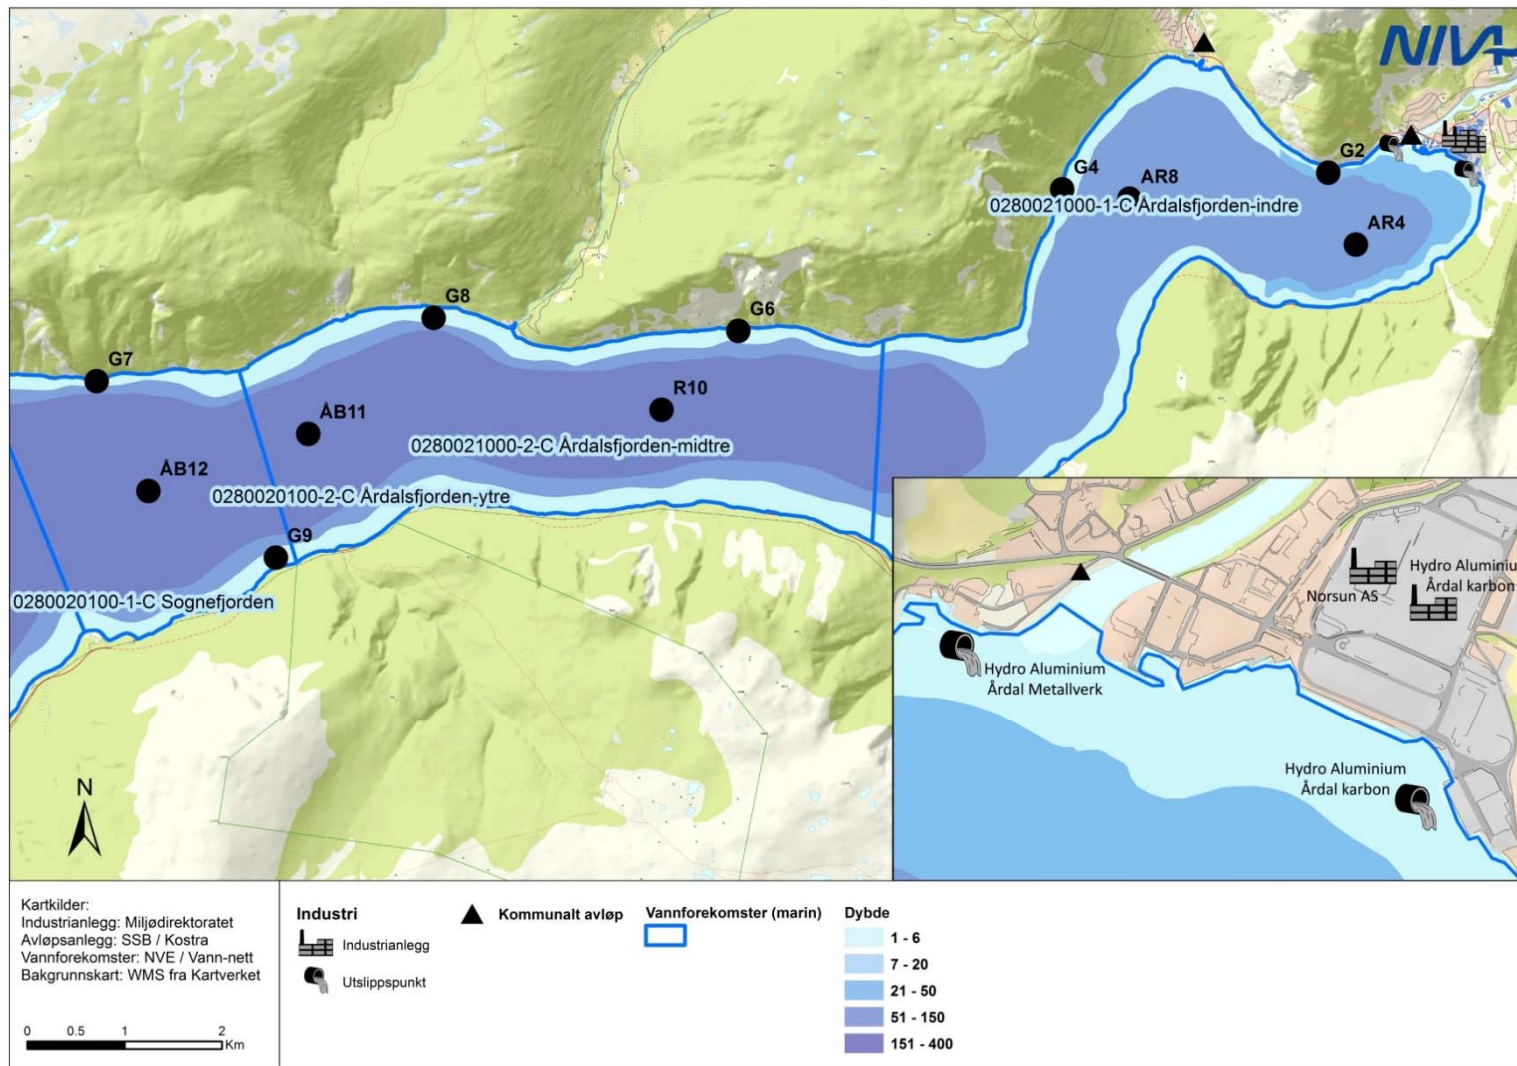 NIVA
G2
G4
AR8
0280021000-1-C Årdalsfjorden-indre
AR4
G8
G6
G7
R10
ÅB11
0280021000-2-C Årdalsfjorden-midtre
ÅB12
0280020100-2-C Årdalsfjorden-ytre
G9
0280020100-1-C Sognefjorden
N
Hydro Aluminiu
Årdal karbon
Norsun AS
Hydro Aluminium
Årdal Metallverk
Hydro Aluminium
Årdal karbon
Kartkilder:
Industrianlegg: Miljødirektoratet
Avløpsanlegg: SSB / Kostra
Vannforekomster: NVE / Vann-nett
Bakgrunnskart: WMS fra Kartverket
0 0.5 1 2
Km
Industri
Industrianlegg
Utslippspunkt
Kommunalt avløp
Vannforekomster (marin)
Dybde
1 - 6
7 - 20
21 - 50
51 - 150
151 - 400